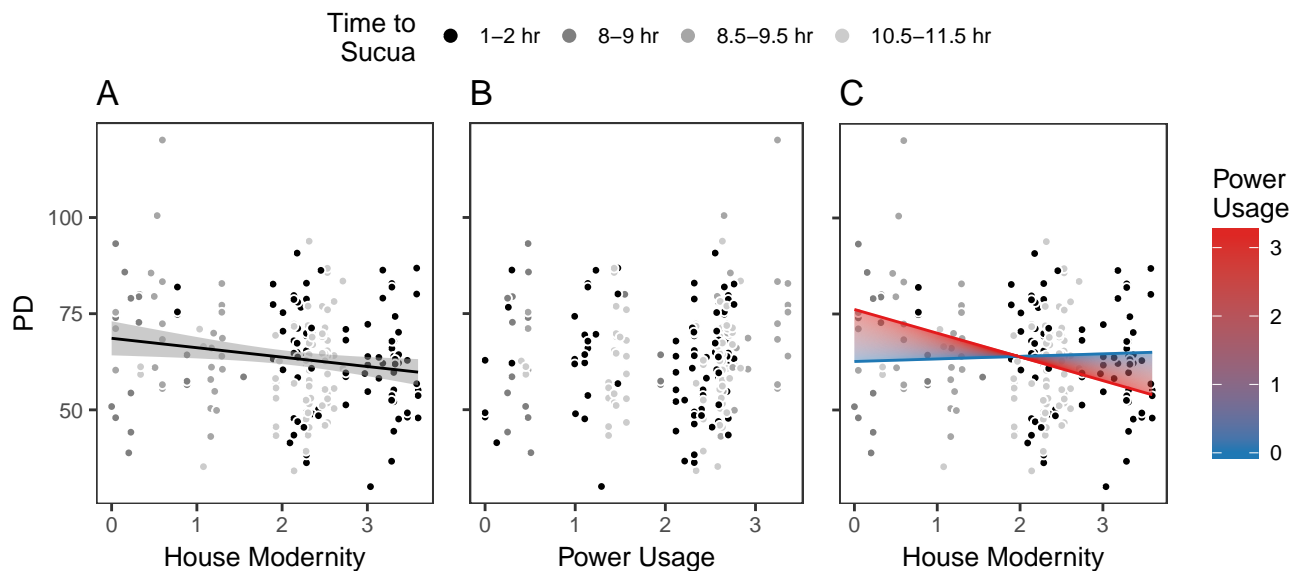 Time to
Sucua
1–2 hr
8–9 hr
8.5–9.5 hr
10.5–11.5 hr
A
B
C
PD
100
75
50
0 1 2 3
House Modernity
0 1 2 3
Power Usage
0 1 2 3
House Modernity
Power
Usage
3
2
1
0